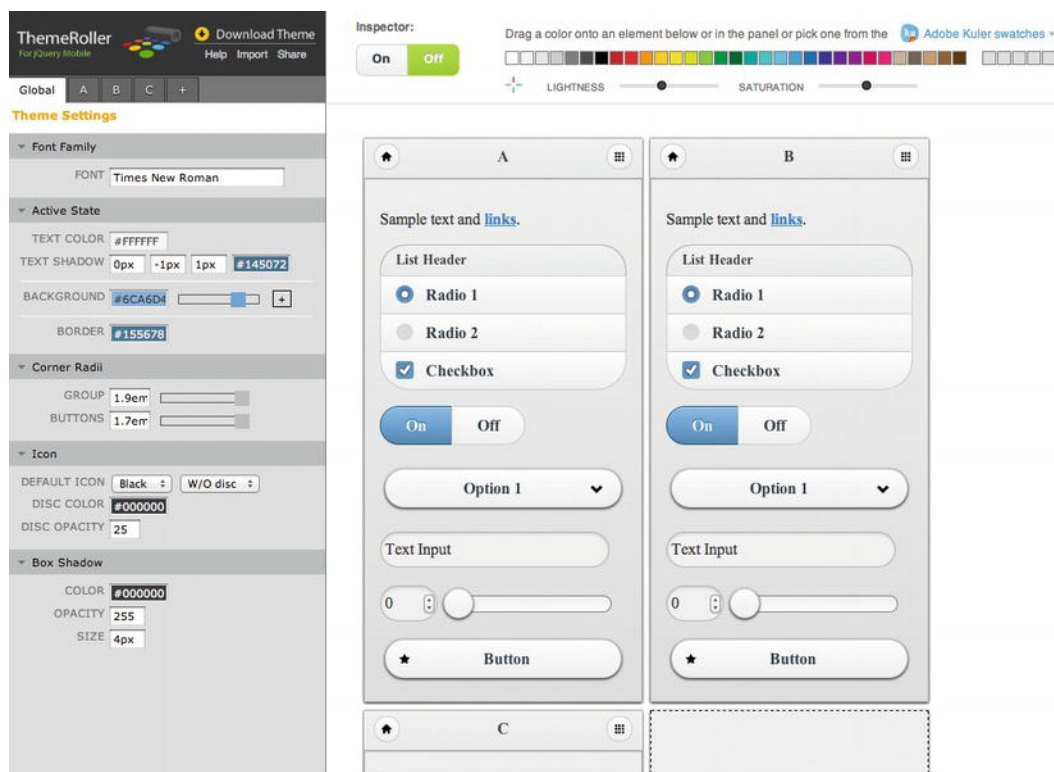 ThemeRoller
For jQuery Mobile
Download Theme
Help Import Share
Global A B C +
Theme Settings
Font Family
FONT Times New Roman
Active State
TEXT COLOR #FFFFFF
TEXT SHADOW 0px -1px 1px #145072
BACKGROUND #6CA6D4 +
BORDER #155678
Corner Radii
GROUP 1.9em
BUTTONS 1.7em
Icon
DEFAULT ICON Black W/O disc
DISC COLOR #000000
DISC OPACITY 25
Box Shadow
COLOR #000000
OPACITY 255
SIZE 4px
Inspector:
On Off
Drag a color onto an element below or in the panel or pick one from the ku Adobe Kuler swatches
LIGHTNESS SATURATION
A
Sample text and links.
List Header
Radio 1
Radio 2
Checkbox
On Off
Option 1
Text Input
0
Button
B
Sample text and links.
List Header
Radio 1
Radio 2
Checkbox
On Off
Option 1
Text Input
0
Button
C